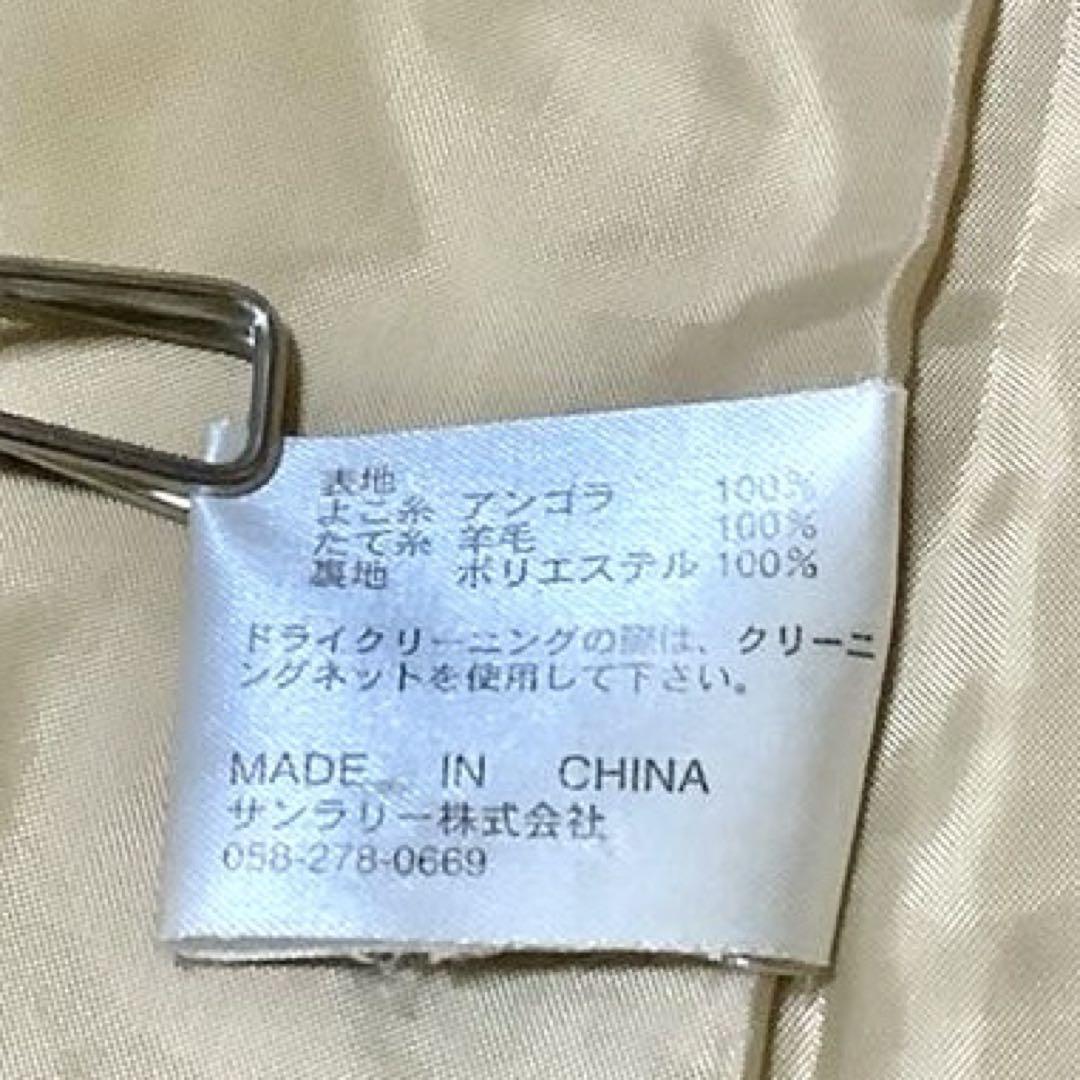 表地
よこ糸 アンゴラ 100%
たて糸 羊毛 100%
裏地 ポリエステル 100%
ドライクリーニングの際は、クリーニ
ングネットを使用して下さい。
MADE IN CHINA
サンラリー株式会社
058-278-0669